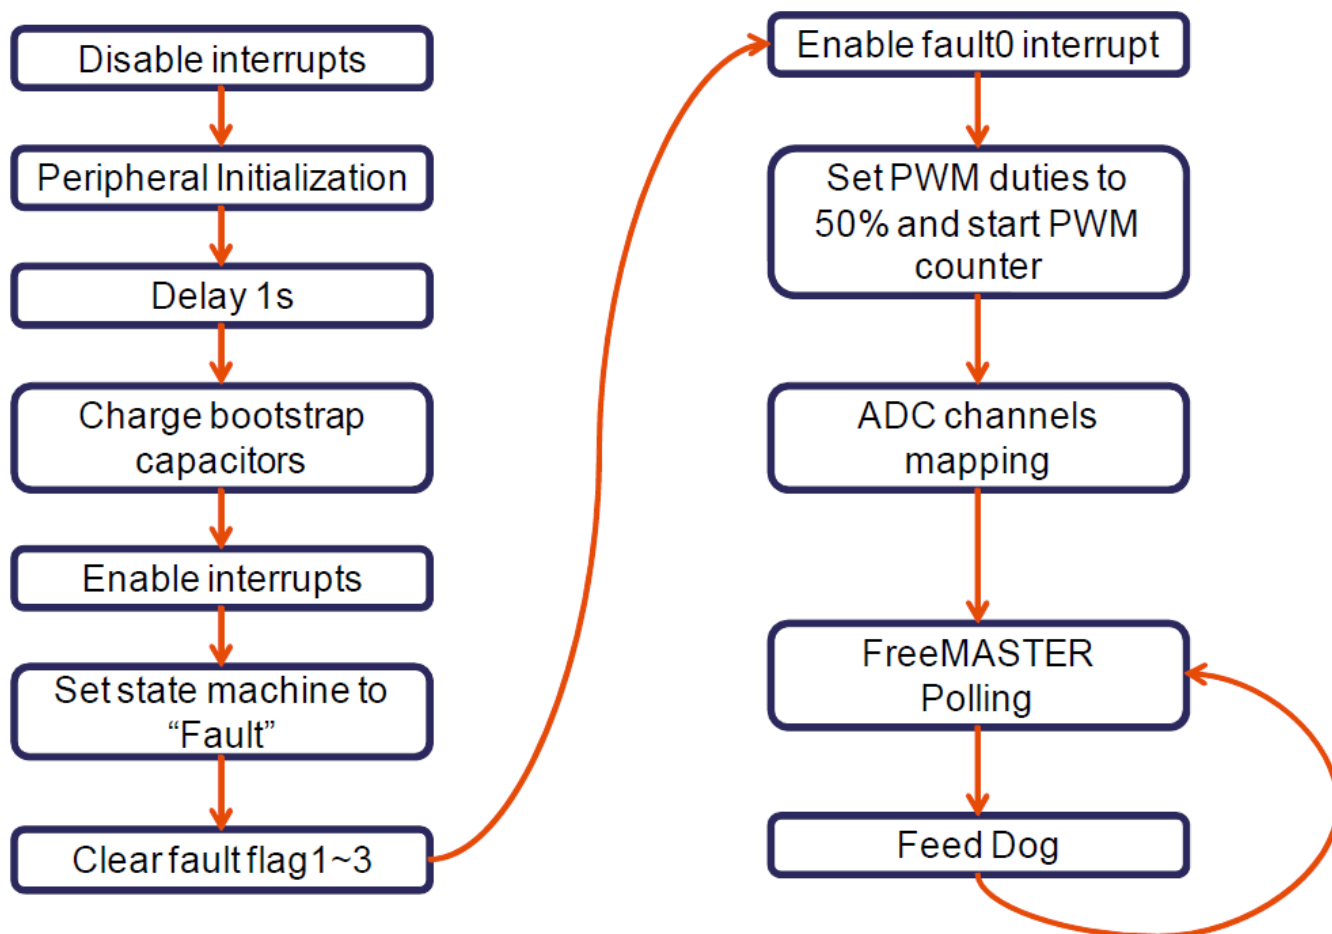 Disable interrupts
Peripheral Initialization
Delay 1s
Charge bootstrap
capacitors
Enable interrupts
Set state machine to
“Fault”
Clear fault flag1~3
Enable fault0 interrupt
Set PWM duties to
50% and start PWM
counter
ADC channels
mapping
FreeMASTER
Polling
Feed Dog